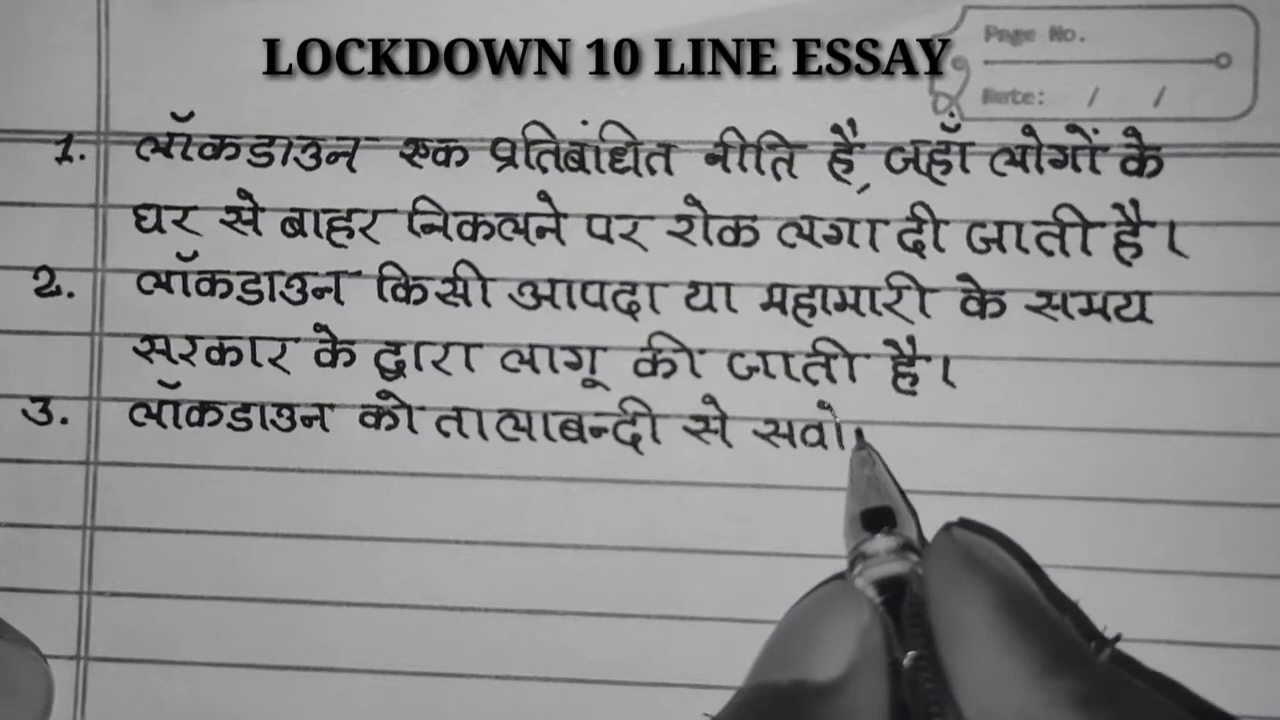 LOCKDOWN 10 LINE ESSAY
Page No.
Date: / /
1. लॉकडाउन एक प्रतिबंधित नीति है, जहाँ लोगों के
घर से बाहर निकलने पर रोक लगा दी जाती है।
2. लॉकडाउन किसी आपदा या महामारी के समय
सरकार के द्वारा लागू की जाती है।
3. लॉकडाउन को तालाबन्दी से सवो